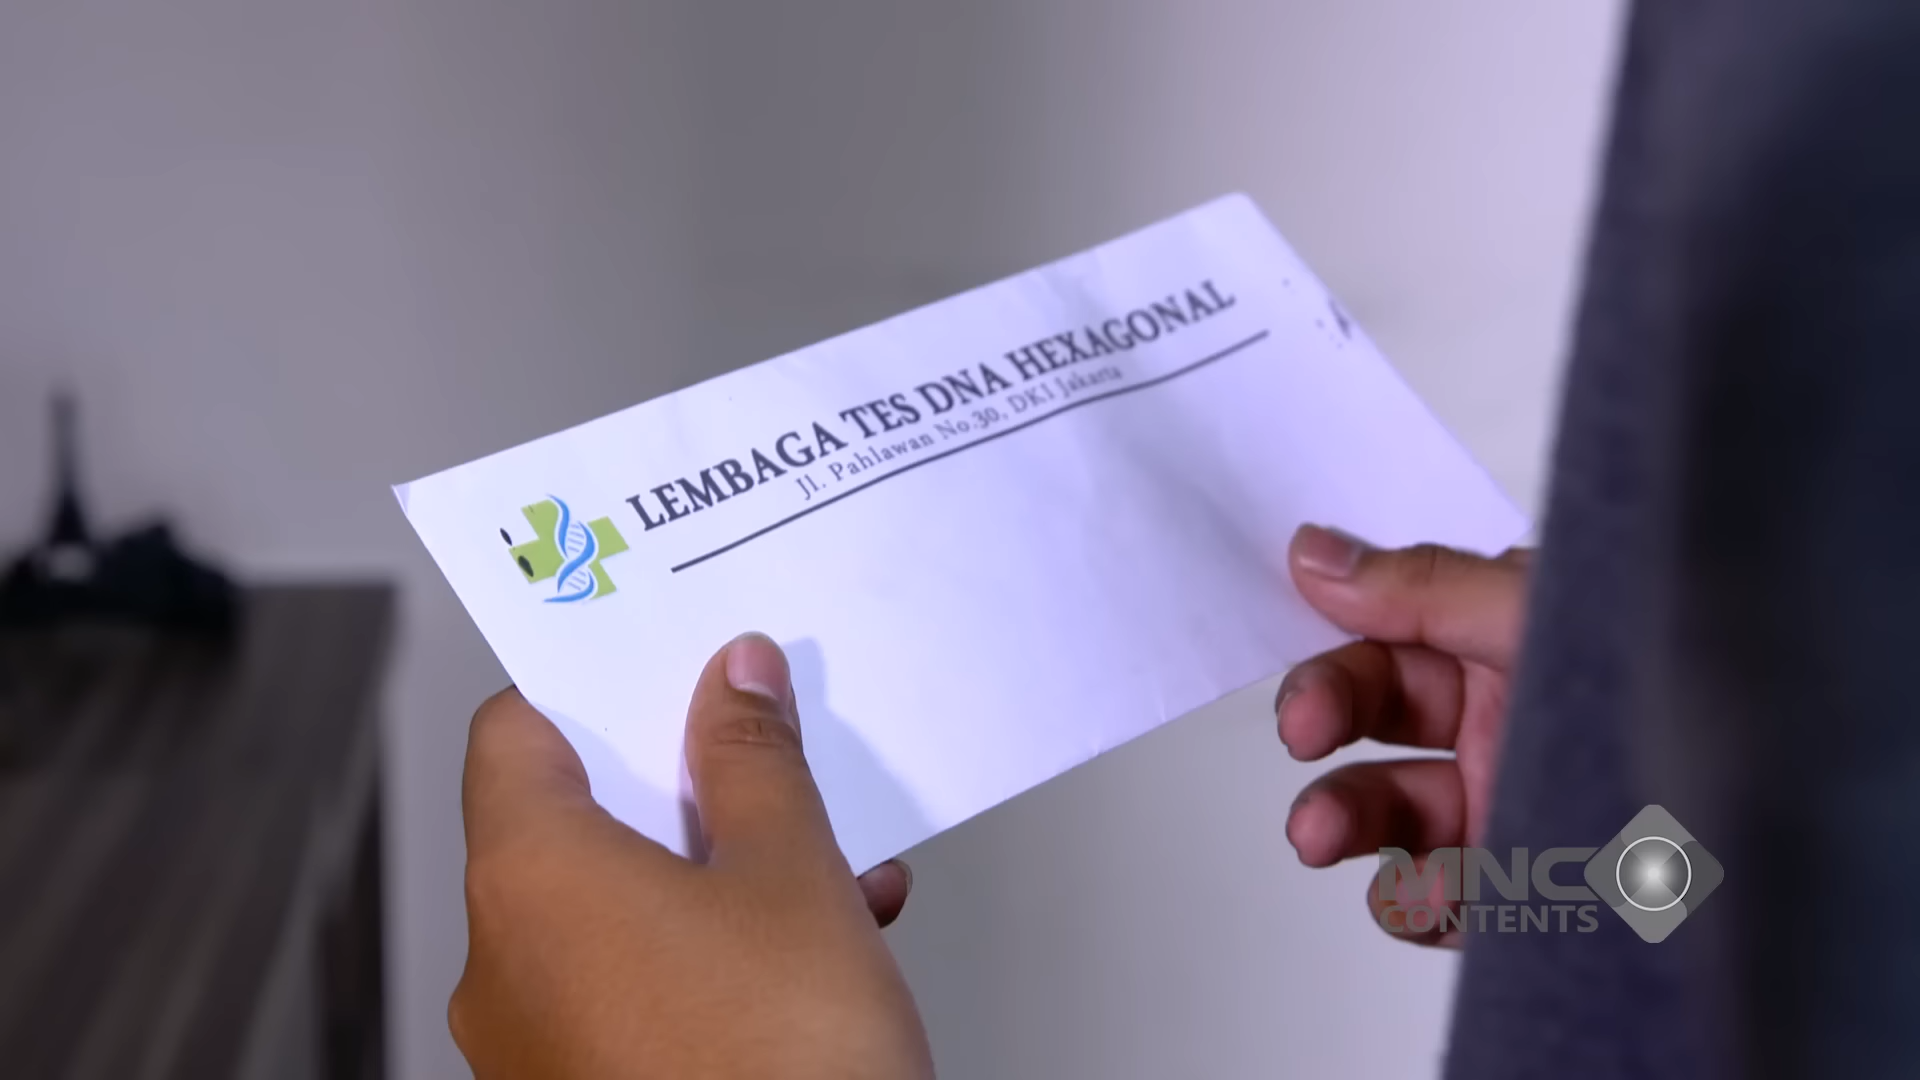 LEMBAGA TES DNA HEXAGONAL
Jl. Pahlawan No.30, DKI Jakarta
MNC
CONTENTS